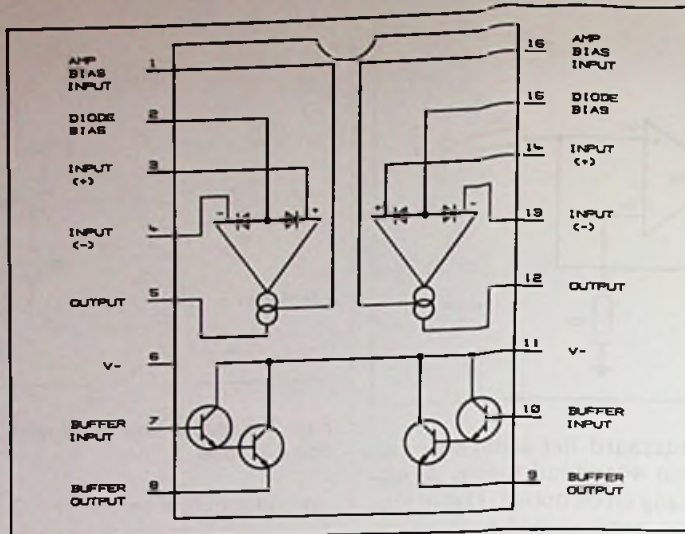 AMP
BIAS
INPUT
1
DIODE
BIAS
2
INPUT
(+)
3
INPUT
(-)
4
OUTPUT
5
V-
6
BUFFER
INPUT
7
BUFFER
OUTPUT
8
-
+
16
AMP
BIAS
INPUT
15
DIODE
BIAS
14
INPUT
(+)
13
INPUT
(-)
12
OUTPUT
11
V-
10
BUFFER
INPUT
9
BUFFER
OUTPUT
+
-